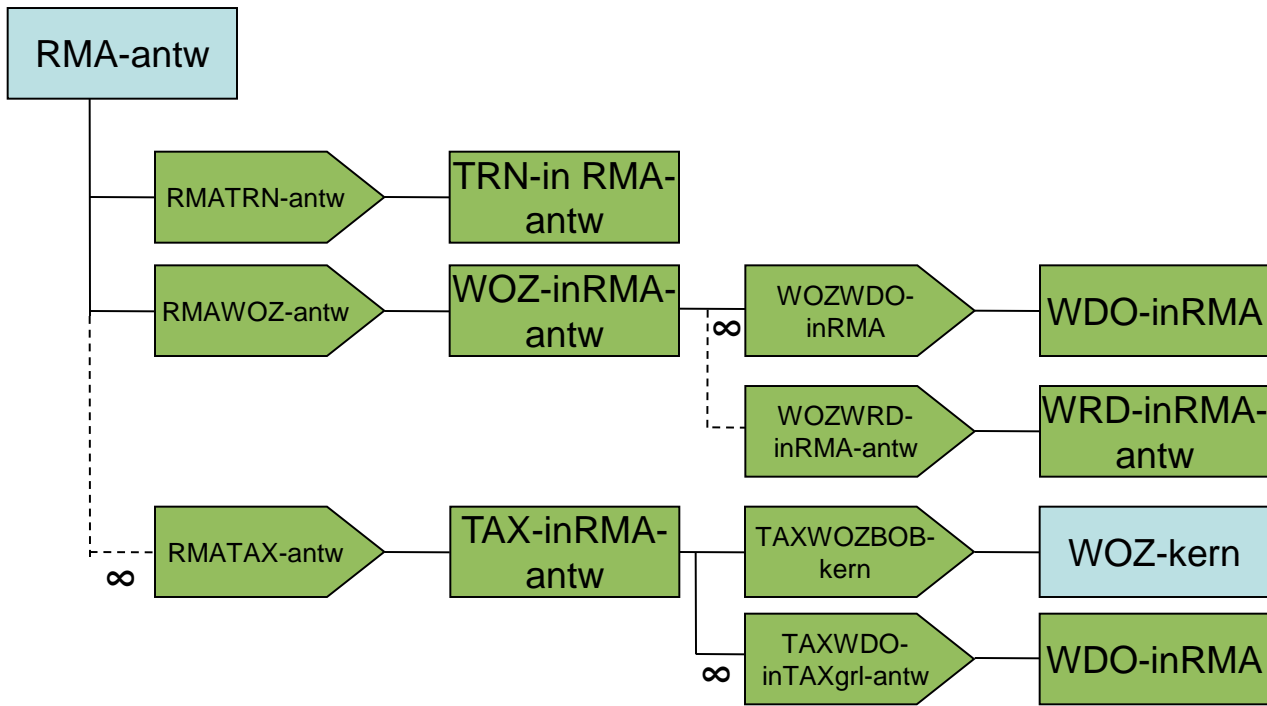 RMA-antw
RMATRN-antw
TRN-in RMA-
antw
RMAWOZ-antw
WOZ-inRMA-
antw
∞
WOZWDO-
inRMA
WDO-inRMA
WOZWRD-
inRMA-antw
WRD-inRMA-
antw
∞
RMATAX-antw
TAX-inRMA-
antw
TAXWOZBOB-
kern
WOZ-kern
∞
TAXWDO-
inTAXgrl-antw
WDO-inRMA